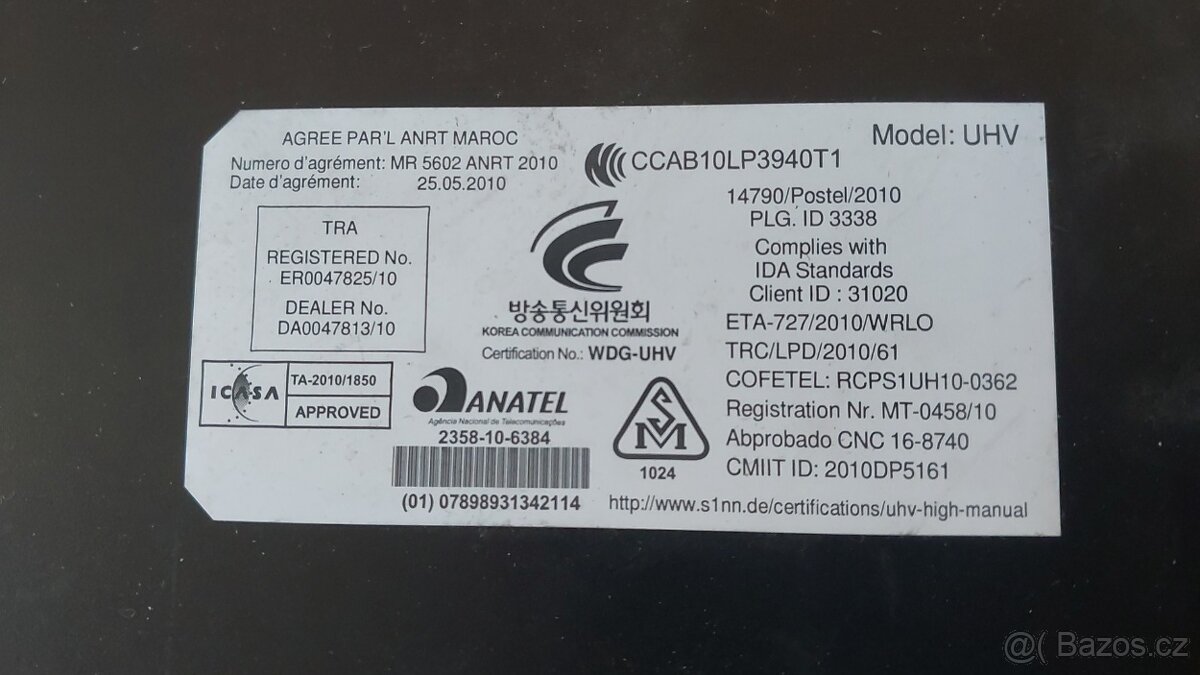 AGREE PAR'L ANRT MAROC
Numero d'agrément: MR 5602 ANRT 2010
Date d'agrément: 25.05.2010
TRA
REGISTERED No.
ER0047825/10
DEALER No.
DA0047813/10
ICASA
TA-2010/1850
APPROVED
CCAB10LP3940T1
방송통신위원회
KOREA COMMUNICATION COMMISSION
Certification No.: WDG-UHV
ANATEL
Agência Nacional de Telecomunicações
2358-10-6384
(01) 07898931342114
SM
1024
Model: UHV
14790/Postel/2010
PLG. ID 3338
Complies with
IDA Standards
Client ID : 31020
ETA-727/2010/WRLO
TRC/LPD/2010/61
COFETEL: RCPS1UH10-0362
Registration Nr. MT-0458/10
Abprobado CNC 16-8740
CMIIT ID: 2010DP5161
http://www.s1nn.de/certifications/uhv-high-manual
@( Bazos.cz